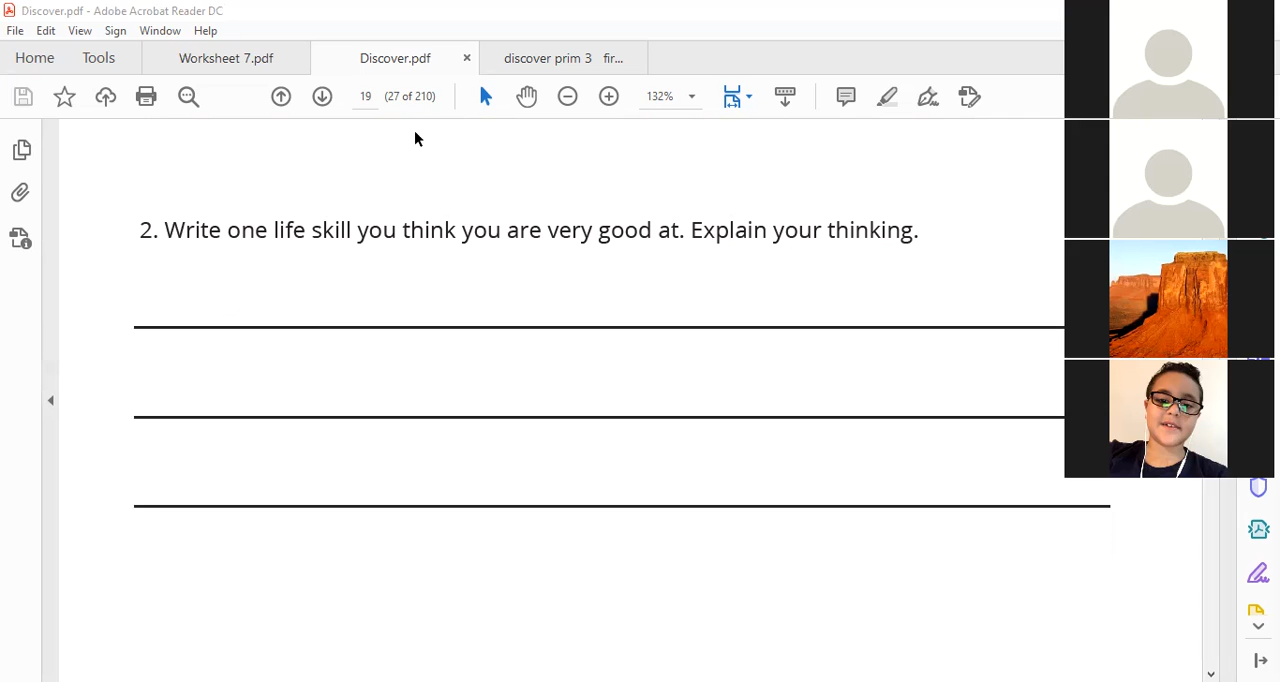 Discover.pdf - Adobe Acrobat Reader DC
File Edit View Sign Window Help
Home Tools Worksheet 7.pdf Discover.pdf × discover prim 3 fir...
19 (27 of 210) 132%
2. Write one life skill you think you are very good at. Explain your thinking.